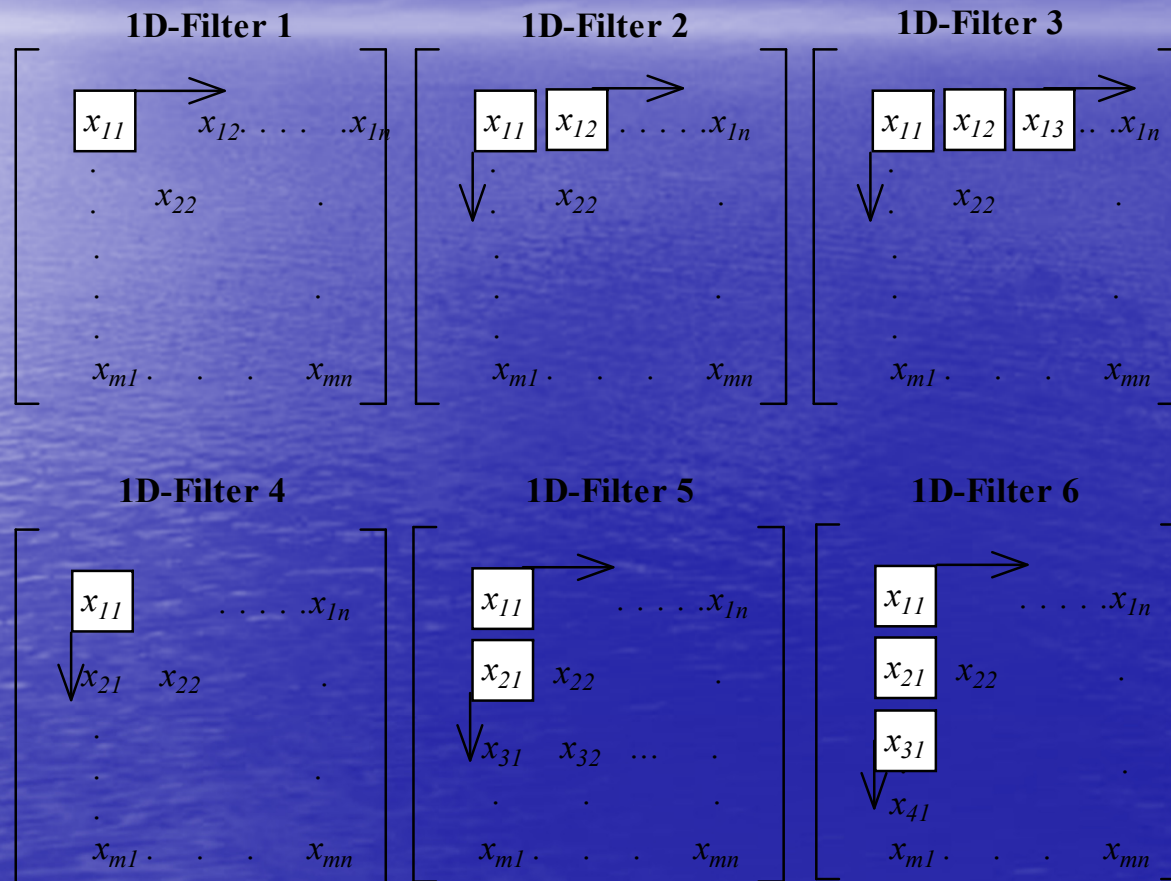 1D-Filter 1
x11 x12. . . . .x1n
. x22 .
.
. .
.
xm1 . . . xmn
1D-Filter 2
x11 x12 . . . . .x1n
. x22 .
.
. .
.
xm1 . . . xmn
1D-Filter 3
x11 x12 x13 .. .x1n
. x22 .
.
. .
.
xm1 . . . xmn
1D-Filter 4
x11 . . . . .x1n
x21 x22 .
.
. .
.
xm1 . . . xmn
1D-Filter 5
x11 . . . . .x1n
x21 x22 .
x31 x32 ... .
. . .
xm1 . . . xmn
1D-Filter 6
x11 . . . .x1n
x21 x22 .
x31
. .
x41
xm1 . . . xmn